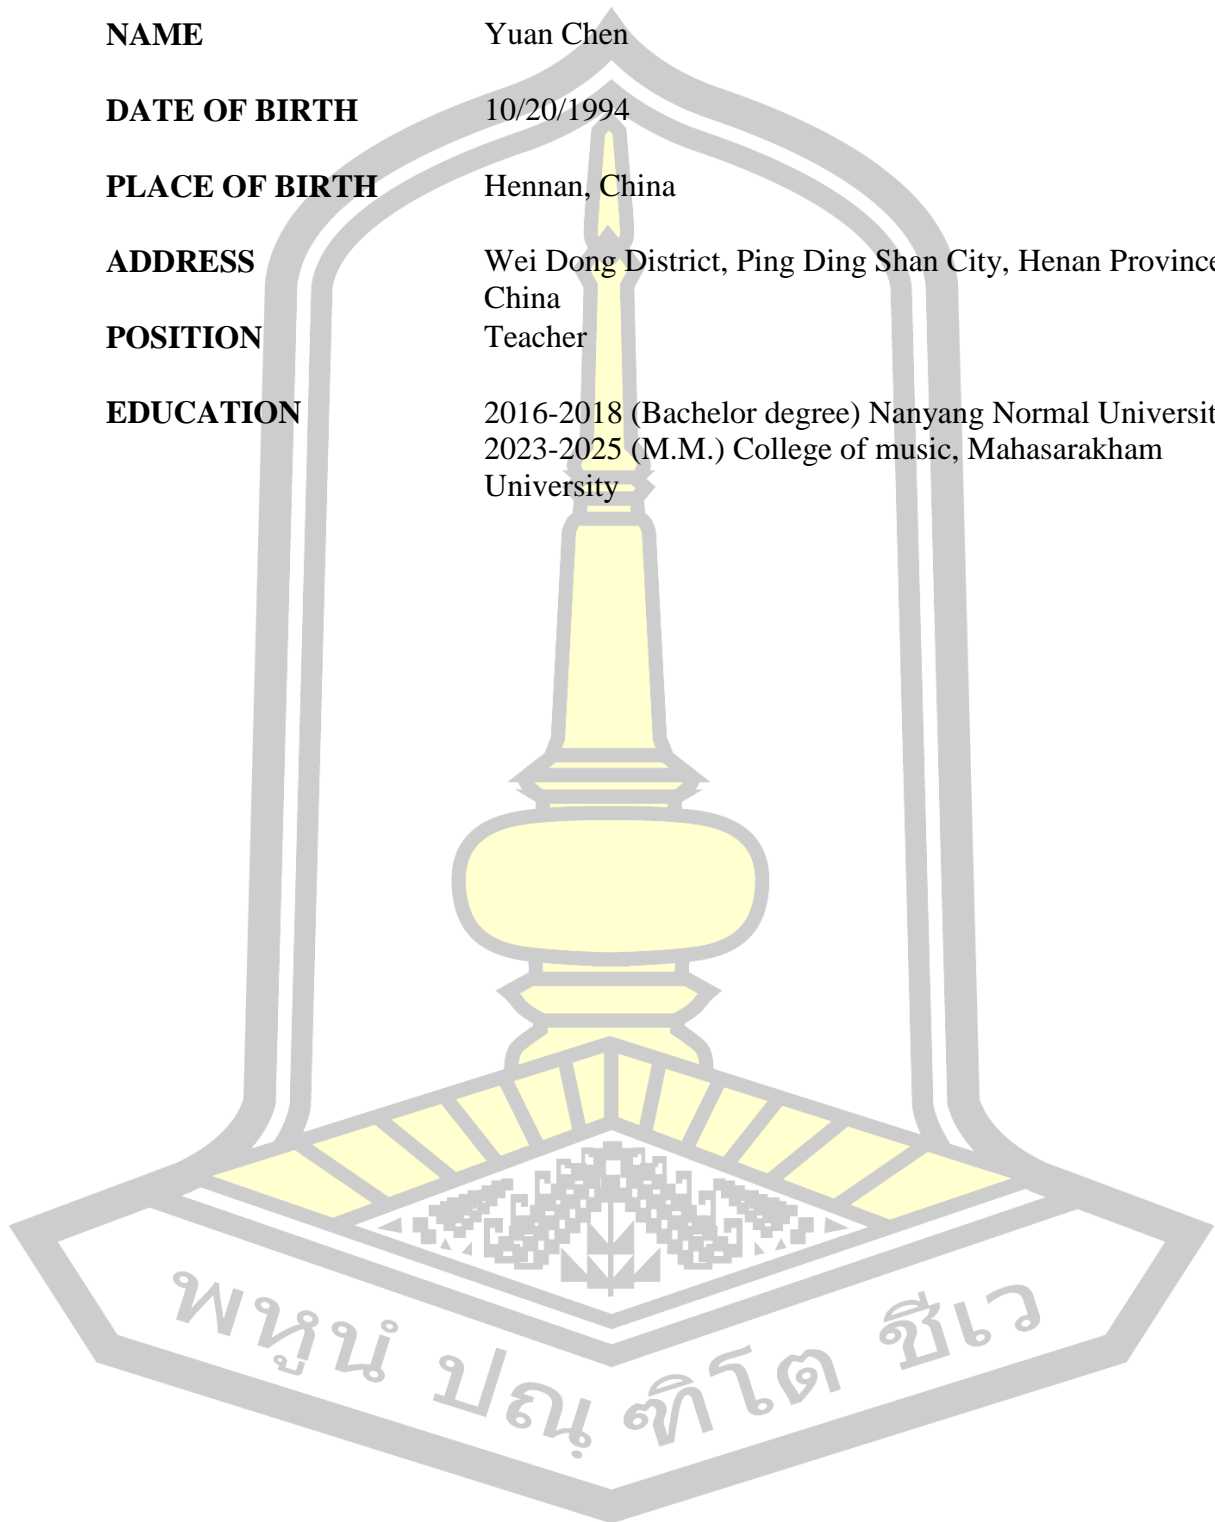 NAME Yuan Chen
DATE OF BIRTH 10/20/1994
PLACE OF BIRTH Hennan, China
ADDRESS Wei Dong District, Ping Ding Shan City, Henan Province
China
POSITION Teacher
EDUCATION 2016-2018 (Bachelor degree) Nanyang Normal Universit
2023-2025 (M.M.) College of music, Mahasarakham
University
พหูนํ ปณฺ ฑิโต ชีเว